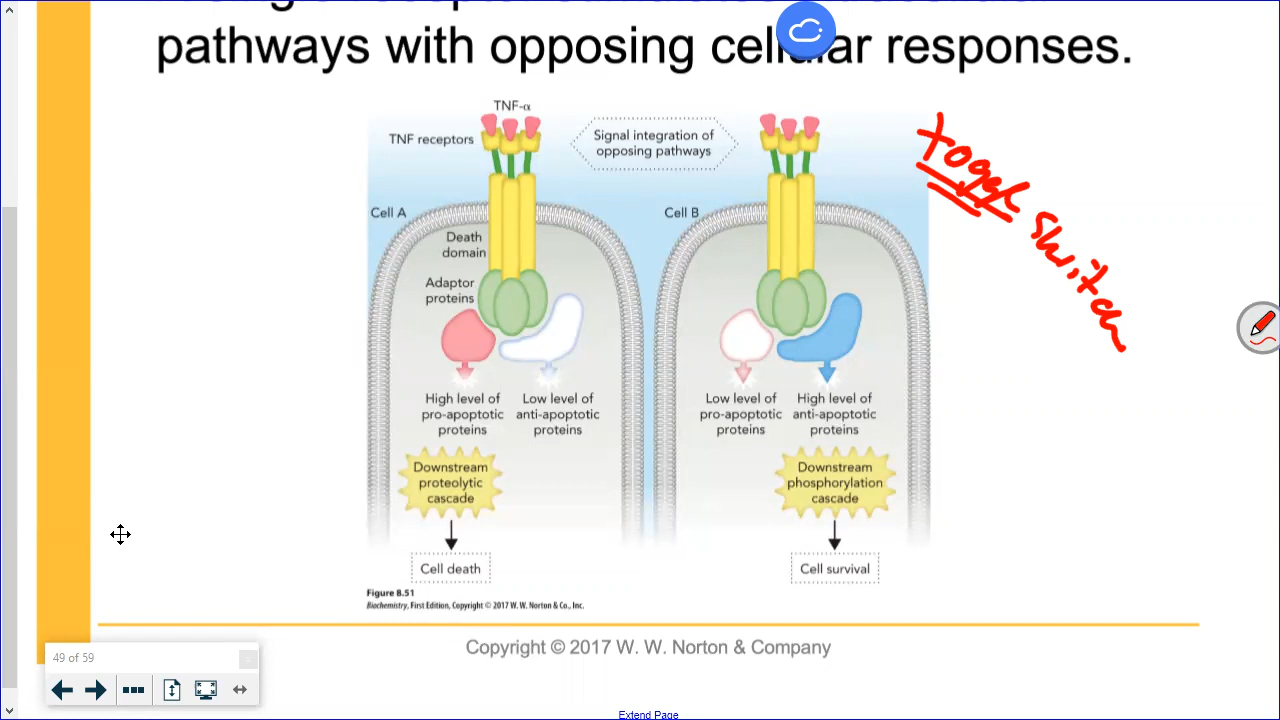 pathways with opposing cellular responses.
TNF-α
TNF receptors
Signal integration of
opposing pathways
toggle switch
Cell A
Cell B
Death
domain
Adaptor
proteins
High level of
pro-apoptotic
proteins
Low level of
anti-apoptotic
proteins
Low level of
pro-apoptotic
proteins
High level of
anti-apoptotic
proteins
Downstream
proteolytic
cascade
Downstream
phosphorylation
cascade
Cell death
Cell survival
Figure 8.51
Biochemistry, First Edition, Copyright © 2017 W. W. Norton & Co., Inc.
Copyright © 2017 W. W. Norton & Company
49 of 59
Extend Page